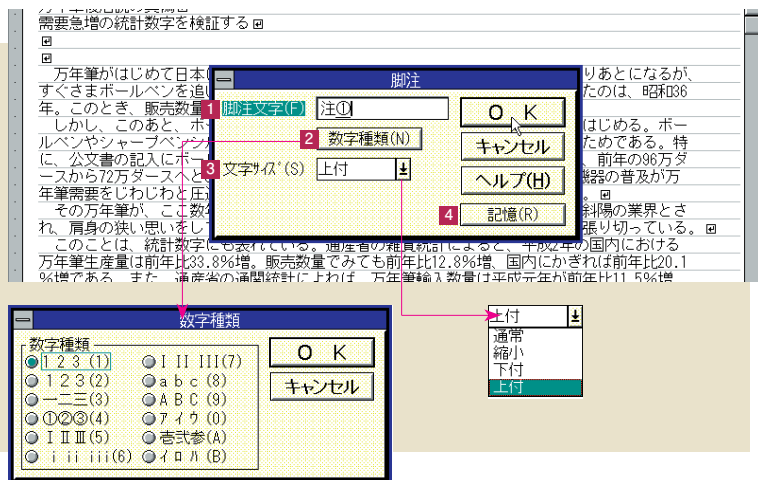 需要急増の統計数字を検証する
万年筆がはじめて日本
りあとになるが、
すぐさまボールペンを追い
たのは、昭和36
年。このとき、販売数量
しかし、このあと、ボー
はじめる。ボー
ルペンやシャープペンシル
ためである。特
に、公文書の記入にボー
、前年の96万ダ
ースから72万ダースへと
機器の普及が万
年筆需要をじわじわと圧迫
。
その万年筆が、ここ数年
斜陽の業界とさ
れ、肩身の狭い思いをして
張り切っている。
このことは、統計数字にも表れている。通産省の雑貨統計によると、平成2年の国内における
万年筆生産量は前年比33.8%増。販売数量でみても前年比12.8%増、国内にかぎれば前年比20.1
%増である。また、通産省の通関統計によれば、万年筆輸入数量は平成元年が前年比11.5%増
脚注
1 脚注文字(F) 注①
O K
2 数字種類(N)
キャンセル
3 文字ｻｲｽﾞ(S) 上付
ヘルプ(H)
4 記憶(R)
数字種類
数字種類
1 2 3 (1)
I II III(7)
O K
1 2 3 (2)
a b c (8)
キャンセル
一二三(3)
A B C (9)
①②③(4)
ア イ ウ (0)
Ⅰ Ⅱ Ⅲ(5)
壱弐参(A)
i ii iii(6)
イ ロ ハ (B)
上付
通常
縮小
下付
上付